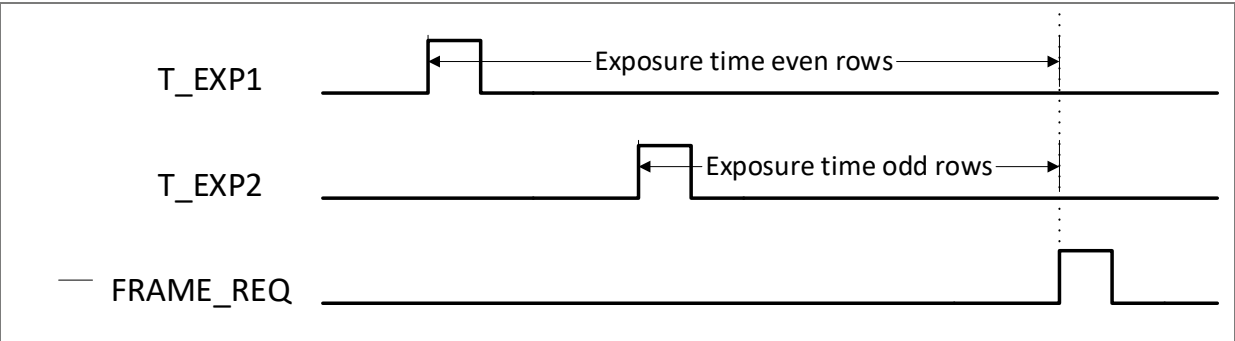 T_EXP1
Exposure time even rows
T_EXP2
Exposure time odd rows
FRAME_REQ